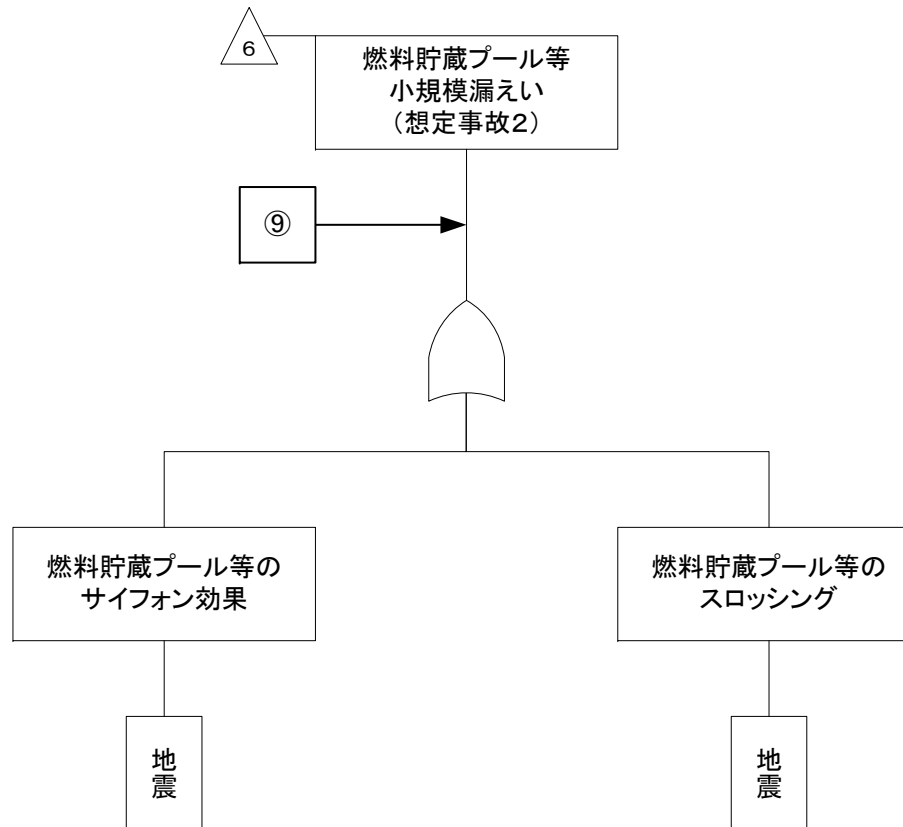 6
燃料貯蔵プール等
小規模漏えい
（想定事故２）
⑨
燃料貯蔵プール等の
サイフォン効果
燃料貯蔵プール等の
スロッシング
地震
地震